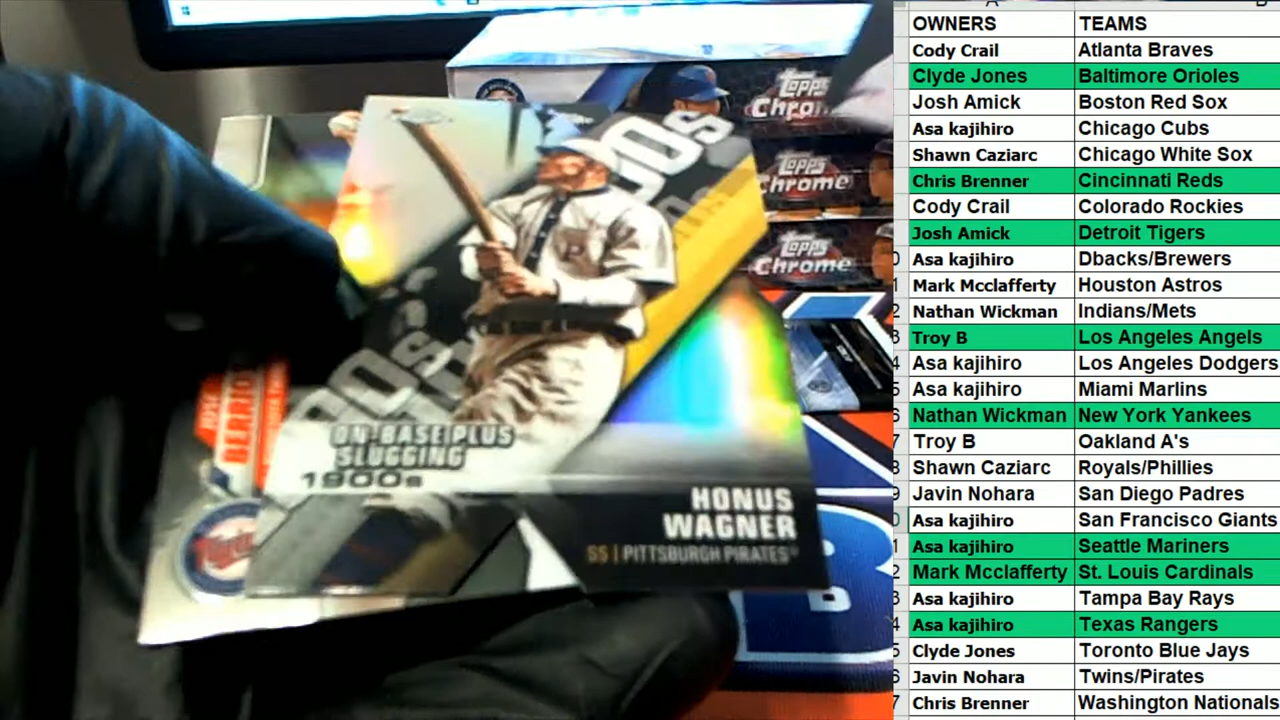 Topps
Chrome
Topps
Chrome
Topps
Chrome
ON-BASE PLUS
SLUGGING
1900s
HONUS
WAGNER
SS | PITTSBURGH PIRATES
JOSE
BERRIOS
Twins
B
OWNERS TEAMS
Cody Crail Atlanta Braves
Clyde Jones Baltimore Orioles
Josh Amick Boston Red Sox
Asa kajihiro Chicago Cubs
Shawn Caziarc Chicago White Sox
Chris Brenner Cincinnati Reds
Cody Crail Colorado Rockies
Josh Amick Detroit Tigers
Asa kajihiro Dbacks/Brewers
Mark Mcclafferty Houston Astros
Nathan Wickman Indians/Mets
Troy B Los Angeles Angels
Asa kajihiro Los Angeles Dodgers
Asa kajihiro Miami Marlins
Nathan Wickman New York Yankees
Troy B Oakland A's
Shawn Caziarc Royals/Phillies
Javin Nohara San Diego Padres
Asa kajihiro San Francisco Giants
Asa kajihiro Seattle Mariners
Mark Mcclafferty St. Louis Cardinals
Asa kajihiro Tampa Bay Rays
Asa kajihiro Texas Rangers
Clyde Jones Toronto Blue Jays
Javin Nohara Twins/Pirates
Chris Brenner Washington Nationals